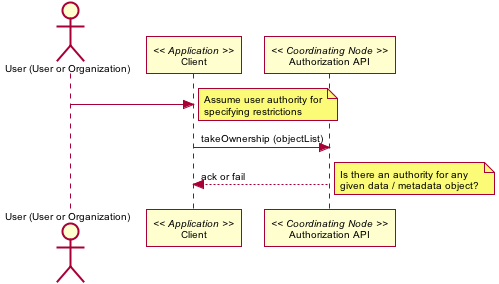 User (User or Organization)
<< Application >>
Client
<< Coordinating Node >>
Authorization API
Assume user authority for
specifying restrictions
takeOwnership (objectList)
Is there an authority for any
given data / metadata object?
ack or fail
User (User or Organization)
<< Application >>
Client
<< Coordinating Node >>
Authorization API